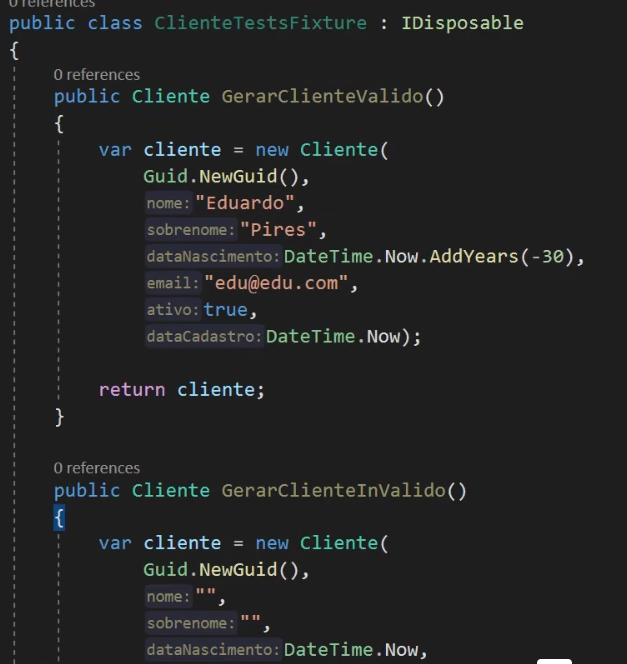 0 references
public class ClienteTestsFixture : IDisposable
{
0 references
public Cliente GerarClienteValido()
{
var cliente = new Cliente(
Guid.NewGuid(),
nome: "Eduardo",
sobrenome: "Pires",
dataNascimento: DateTime.Now.AddYears(-30),
email: "edu@edu.com",
ativo: true,
dataCadastro: DateTime.Now);
return cliente;
}
0 references
public Cliente GerarClienteInValido()
{
var cliente = new Cliente(
Guid.NewGuid(),
nome: "",
sobrenome: "",
dataNascimento: DateTime.Now,